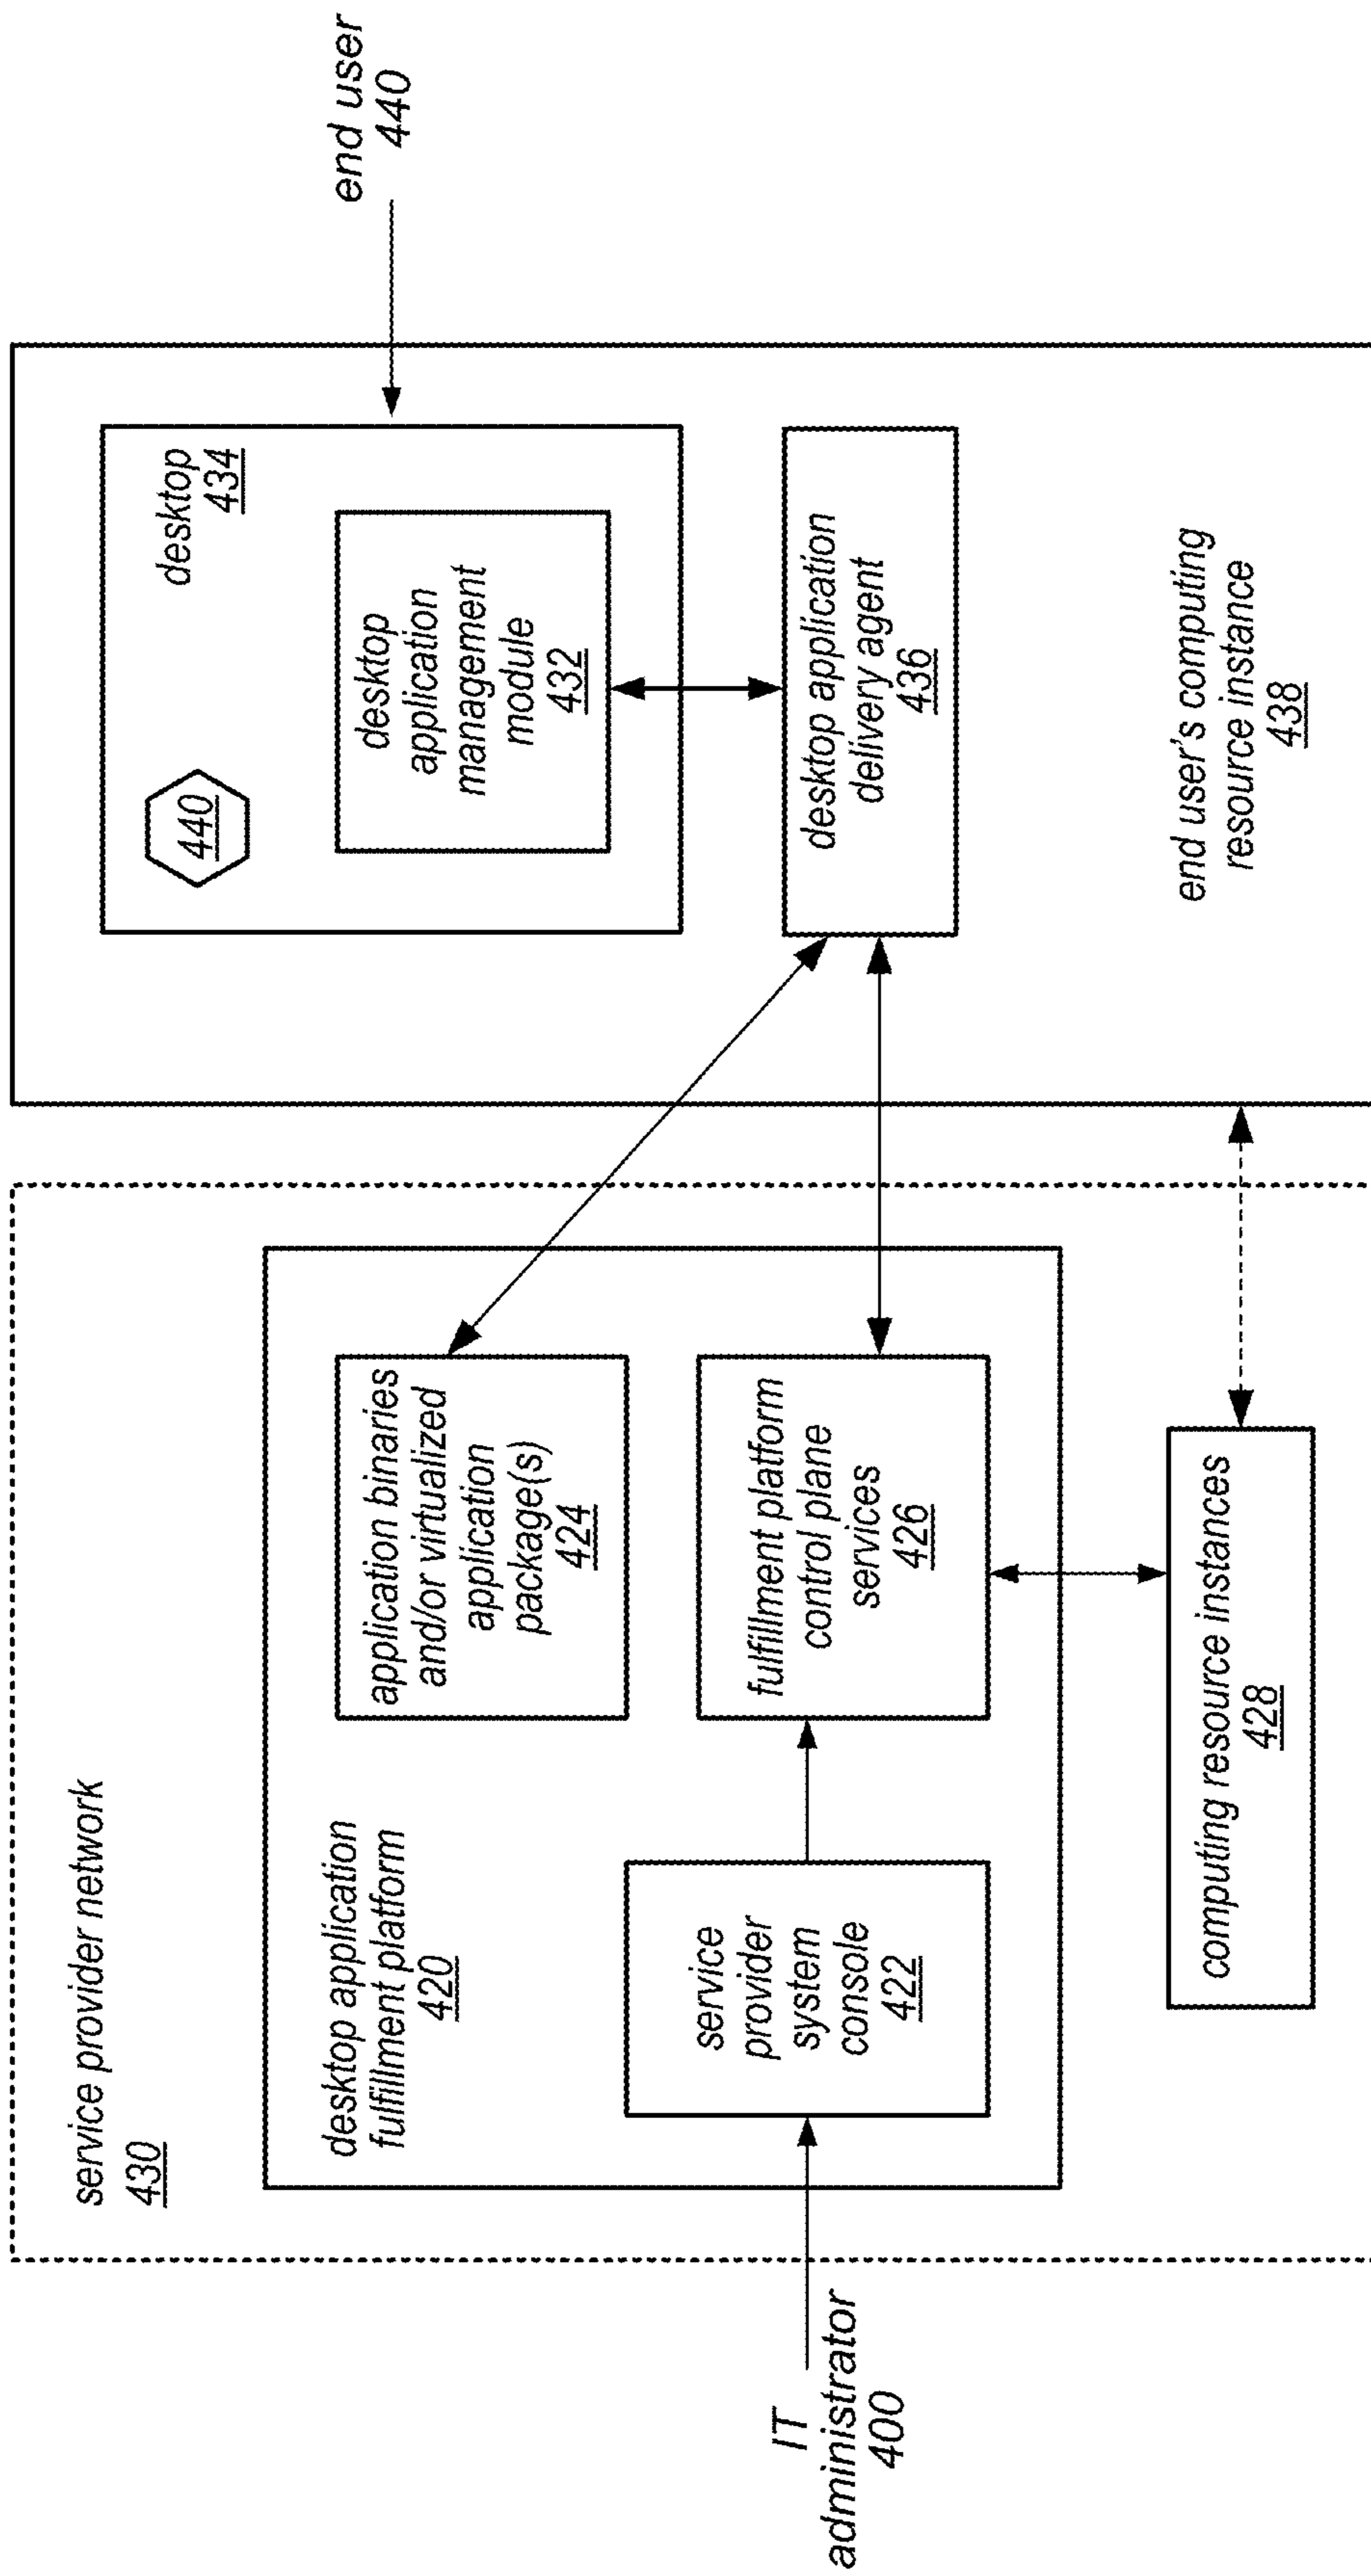 service provider network
430
desktop application
fulfillment platform
420
application binaries
and/or virtualized
application
package(s)
424
service
provider
system
console
422
fulfillment platform
control plane
services
426
computing resource instances
428
IT
administrator
400
desktop
434
440
desktop
application
management
module
432
desktop application
delivery agent
436
end user's computing
resource instance
438
end user
440